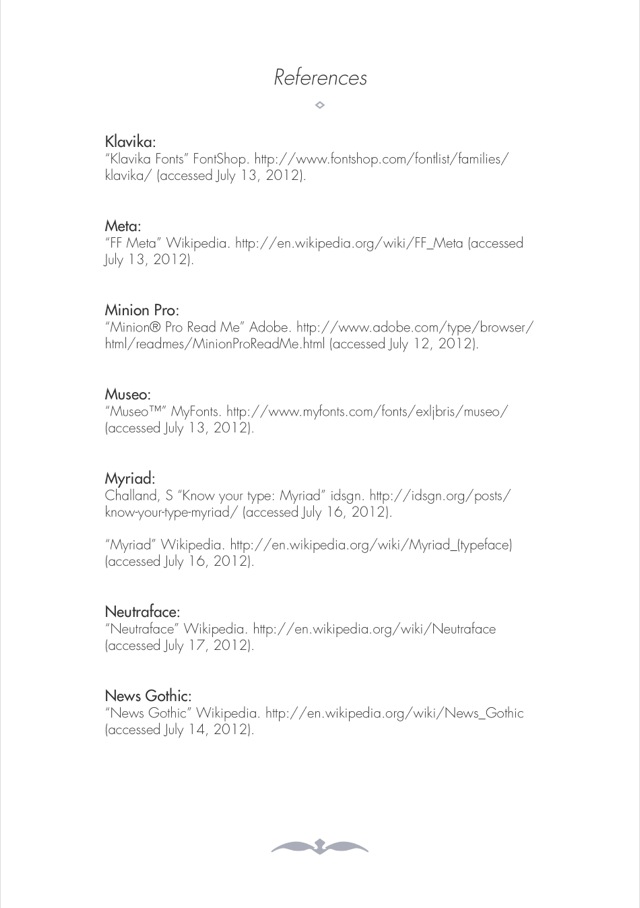 References
Klavika:
“Klavika Fonts” FontShop. http://www.fontshop.com/fontlist/families/
klavika/ (accessed July 13, 2012).
Meta:
“FF Meta” Wikipedia. http://en.wikipedia.org/wiki/FF_Meta (accessed
July 13, 2012).
Minion Pro:
“Minion® Pro Read Me” Adobe. http://www.adobe.com/type/browser/
html/readmes/MinionProReadMe.html (accessed July 12, 2012).
Museo:
“Museo™” MyFonts. http://www.myfonts.com/fonts/exljbris/museo/
(accessed July 13, 2012).
Myriad:
Challand, S “Know your type: Myriad” idsgn. http://idsgn.org/posts/
know-your-type-myriad/ (accessed July 16, 2012).
“Myriad” Wikipedia. http://en.wikipedia.org/wiki/Myriad_(typeface)
(accessed July 16, 2012).
Neutraface:
“Neutraface” Wikipedia. http://en.wikipedia.org/wiki/Neutraface
(accessed July 17, 2012).
News Gothic:
“News Gothic” Wikipedia. http://en.wikipedia.org/wiki/News_Gothic
(accessed July 14, 2012).